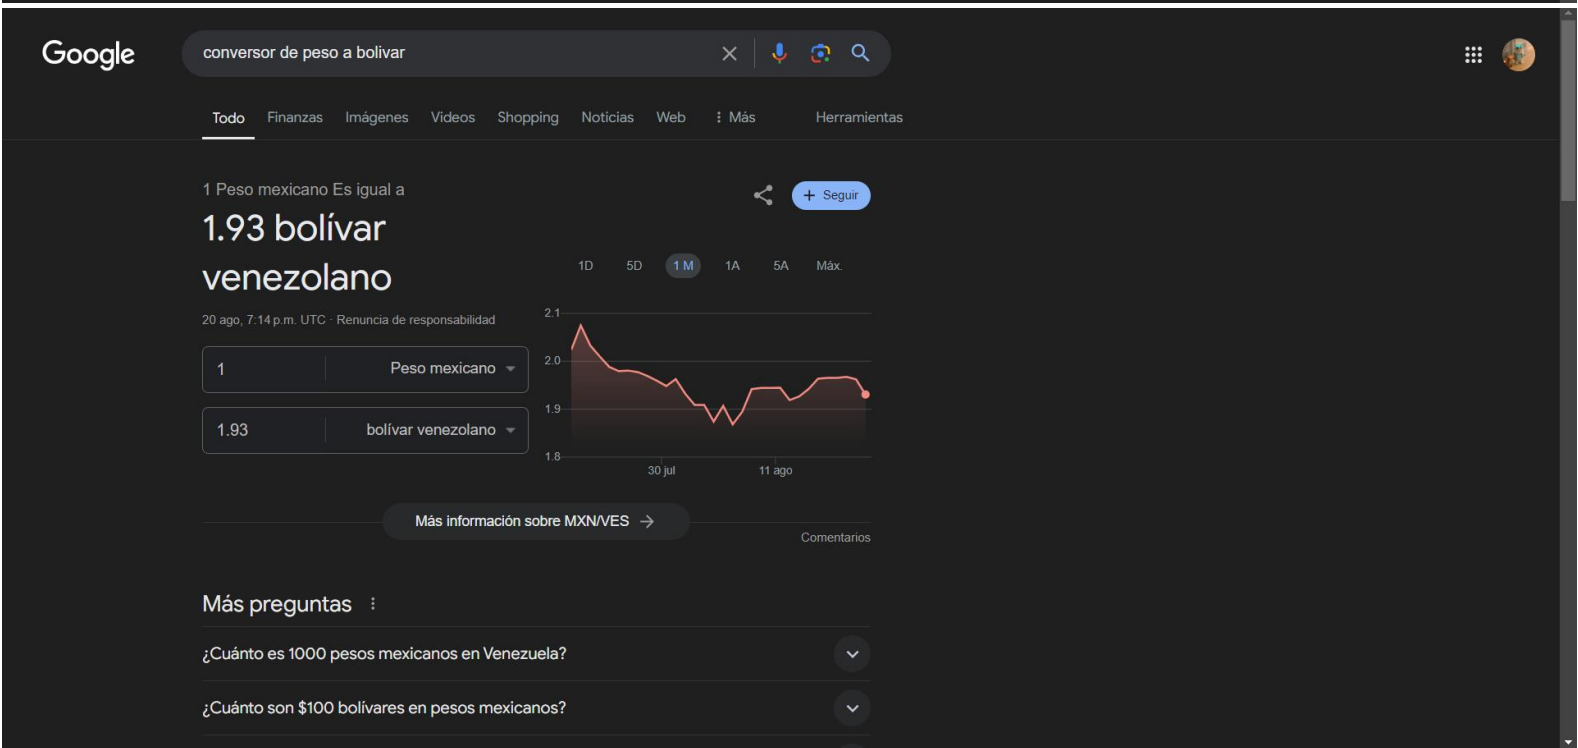 Google
conversor de peso a bolivar
Todo Finanzas Imágenes Videos Shopping Noticias Web Más Herramientas
1 Peso mexicano Es igual a
1.93 bolívar
venezolano
20 ago, 7:14 p.m. UTC · Renuncia de responsabilidad
1 Peso mexicano
1.93 bolívar venezolano
+ Seguir
1D 5D 1 M 1A 5A Máx.
2.1
2.0
1.9
1.8
30 jul 11 ago
Más información sobre MXN/VES
Comentarios
Más preguntas
¿Cuánto es 1000 pesos mexicanos en Venezuela?
¿Cuánto son $100 bolívares en pesos mexicanos?